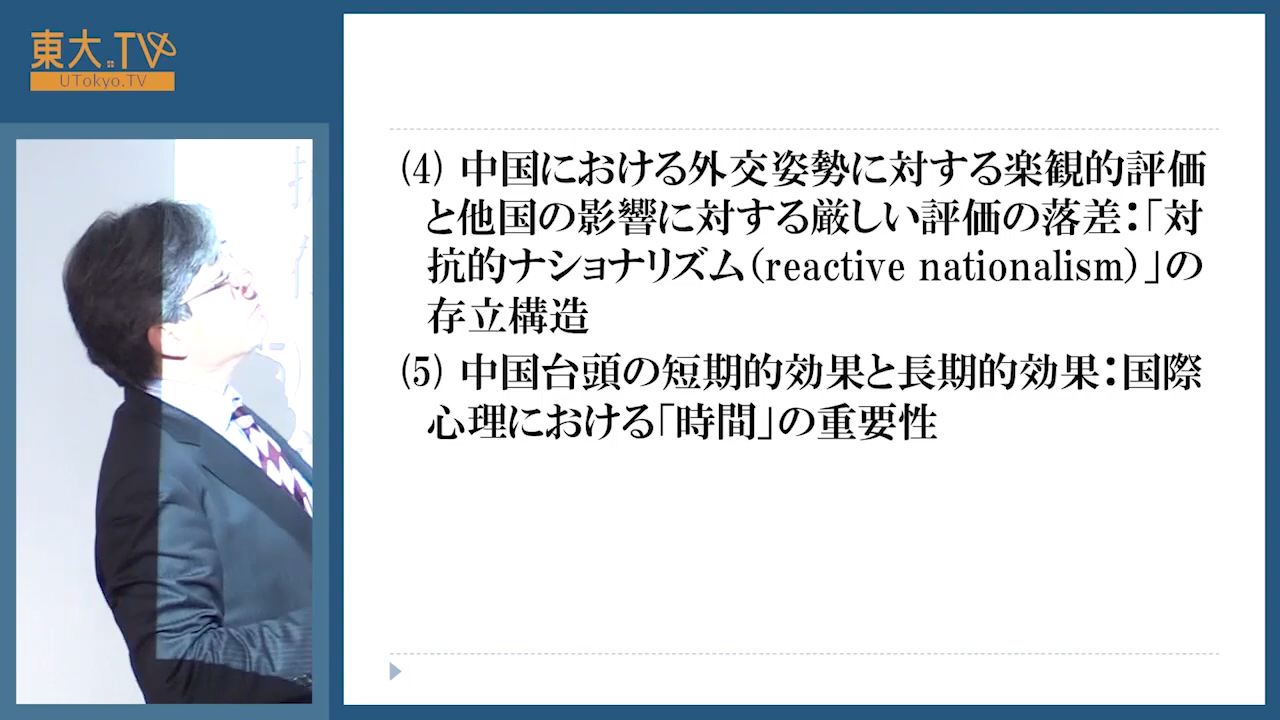 東大.TV
UTokyo.TV
(4) 中国における外交姿勢に対する楽観的評価
と他国の影響に対する厳しい評価の落差：「対
抗的ナショナリズム（reactive nationalism）」の
存立構造
(5) 中国台頭の短期的効果と長期的効果：国際
心理における「時間」の重要性